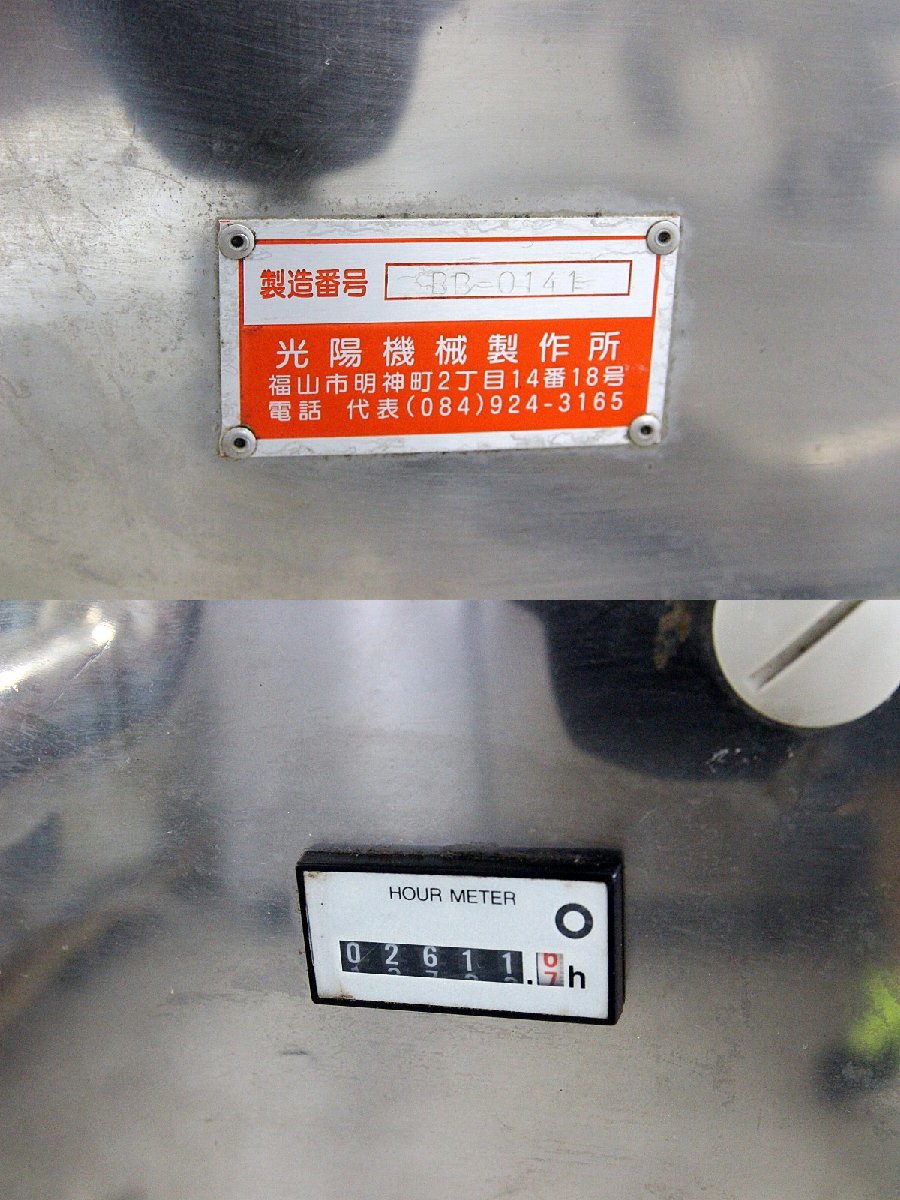 製造番号 BB-0141
光陽機械製作所
福山市明神町2丁目14番18号
電話 代表(084)924-3165
HOUR METER
02611.6h